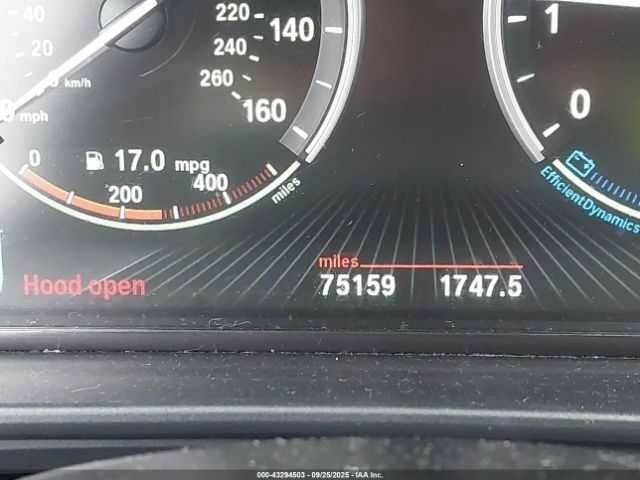 40
20
km/h
mph
220
240
260
140
160
1
0
17.0 mpg
0
200
400
miles
EfficientDynamics
miles
Hood open
75159 1747.5
000-43294503 - 09/25/2025 - IAA Inc.